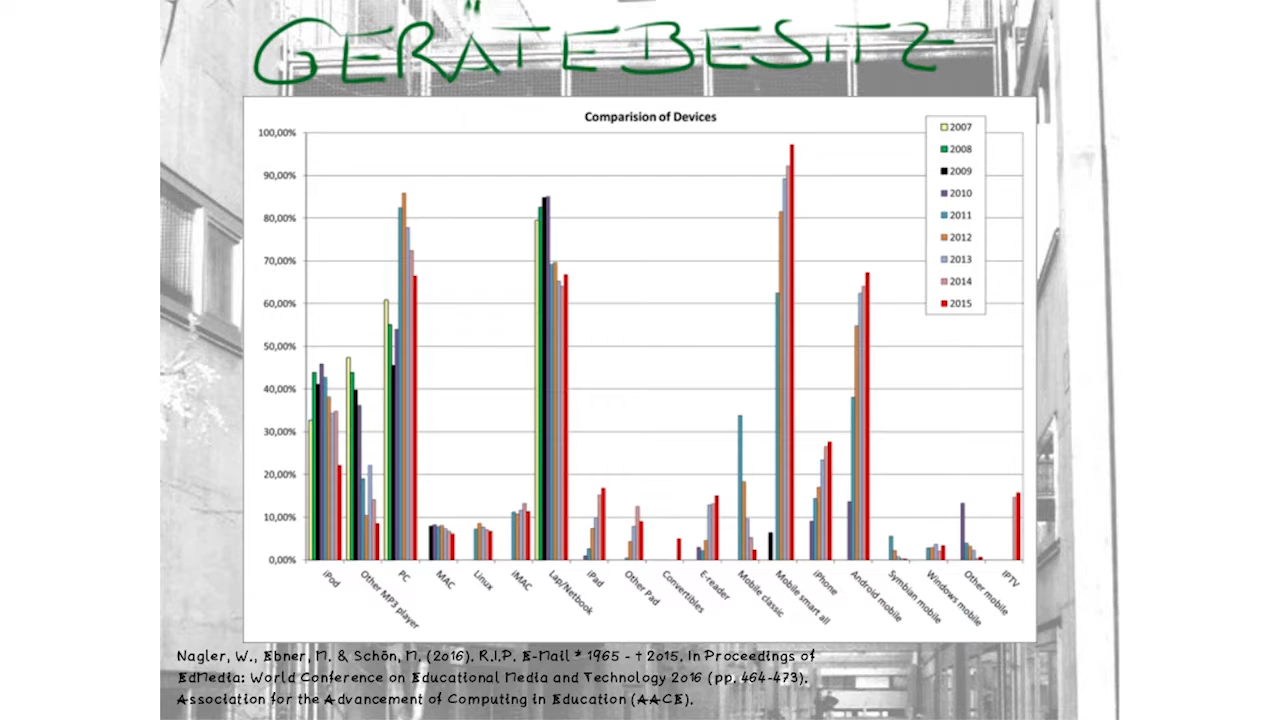 GERÄTEBESITZ
Comparision of Devices
100,00%
90,00%
80,00%
70,00%
60,00%
50,00%
40,00%
30,00%
20,00%
10,00%
0,00%
2007
2008
2009
2010
2011
2012
2013
2014
2015
iPod
Other MP3 player
PC
MAC
Linux
iMAC
Lap/Netbook
iPad
Other Pad
Convertibles
E-reader
Mobile classic
Mobile smart all
iPhone
Android mobile
Symbian mobile
Windows mobile
Other mobile
IPTV
Nagler, W., Ebner, M. & Schön, M. (2016). R.I.P. E-Mail * 1965 - † 2015. In Proceedings of
EdMedia: World Conference on Educational Media and Technology 2016 (pp. 464-473).
Association for the Advancement of Computing in Education (AACE).